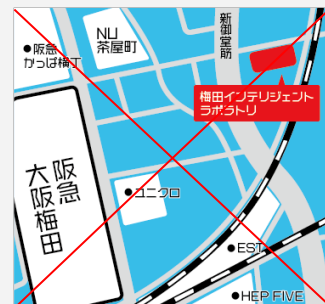 新御堂筋
NU
茶屋町
阪急
かっぱ横丁
梅田インテリジェント
ラボラトリ
阪急
大阪梅田
ユニクロ
EST
HEP FIVE